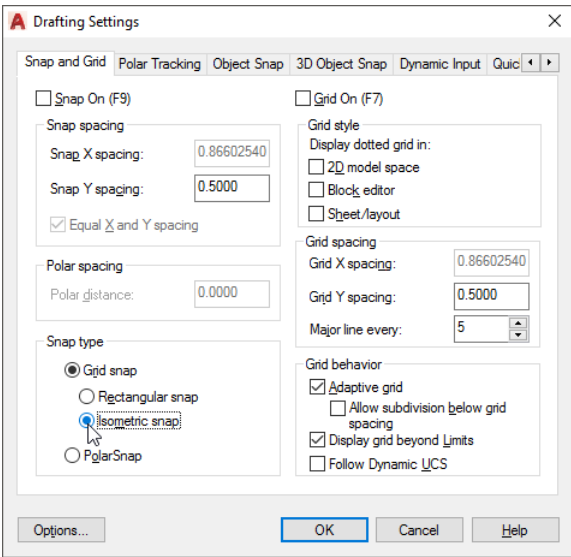 Drafting Settings
Snap and Grid Polar Tracking Object Snap 3D Object Snap Dynamic Input Quic
Snap On (F9)
Snap spacing
Snap X spacing: 0.86602540
Snap Y spacing: 0.5000
Equal X and Y spacing
Polar spacing
Polar distance: 0.0000
Snap type
Grid snap
Rectangular snap
Isometric snap
PolarSnap
Grid On (F7)
Grid style
Display dotted grid in:
2D model space
Block editor
Sheet/layout
Grid spacing
Grid X spacing: 0.86602540
Grid Y spacing: 0.5000
Major line every: 5
Grid behavior
Adaptive grid
Allow subdivision below grid
spacing
Display grid beyond Limits
Follow Dynamic UCS
Options... OK Cancel Help